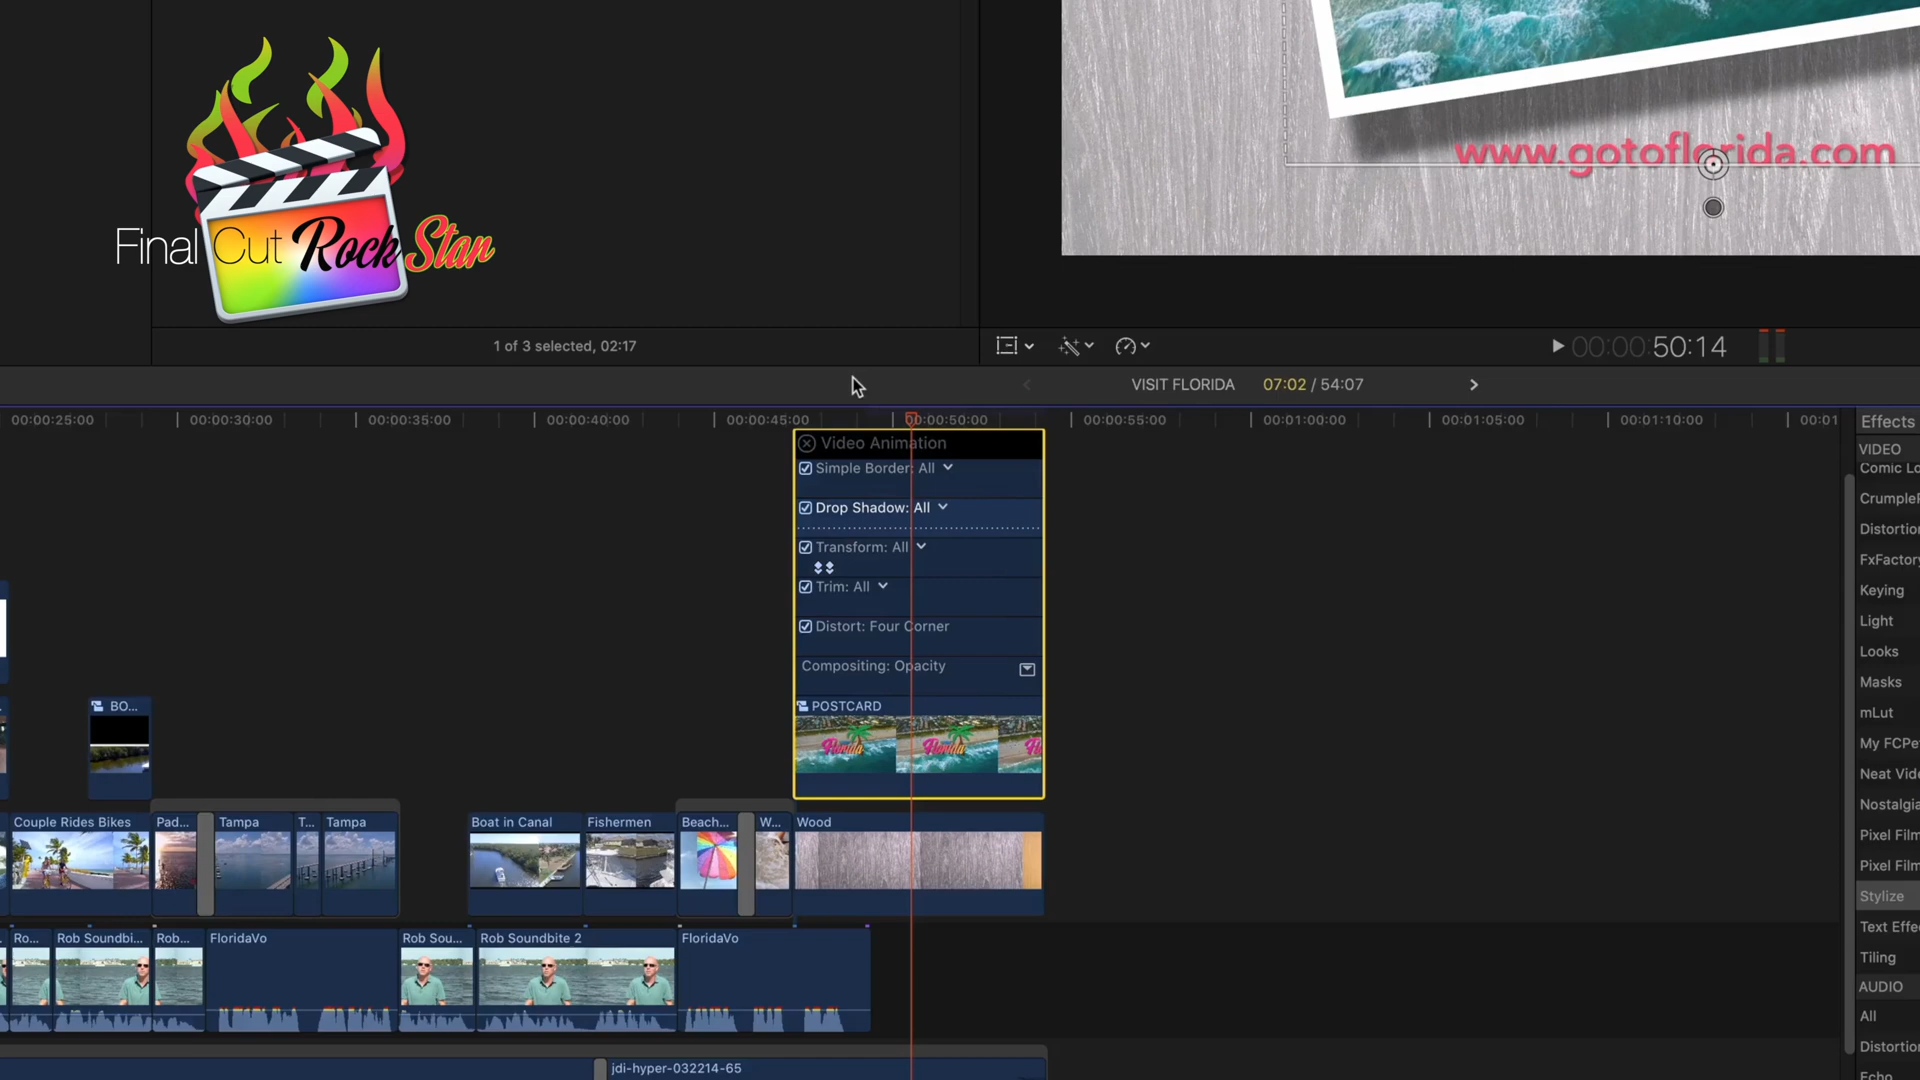 www.gotoflorida.com
Final Cut Rock Star
1 of 3 selected, 02:17
00:00:00:50:14
VISIT FLORIDA
07:02 / 54:07
00:00:25:00
00:00:30:00
00:00:35:00
00:00:40:00
00:00:45:00
00:00:50:00
00:00:55:00
00:01:00:00
00:01:05:00
00:01:10:00
00:01
Effects
Video Animation
Simple Border: All
Drop Shadow: All
Transform: All
Trim: All
Distort: Four Corner
Compositing: Opacity
POSTCARD
Florida
Florida
BO...
Couple Rides Bikes
Pad...
Tampa
T...
Tampa
Boat in Canal
Fishermen
Beach...
W...
Wood
Ro...
Rob Soundbi...
Rob...
FloridaVo
Rob Sou...
Rob Soundbite 2
FloridaVo
jdi-hyper-032214-65
VIDEO
Comic Lo
CrumpleP
Distortio
FxFactory
Keying
Light
Looks
Masks
mLut
My FCPe
Neat Vide
Nostalgia
Pixel Film
Pixel Film
Stylize
Text Effe
Tiling
AUDIO
All
Distortio
Echo